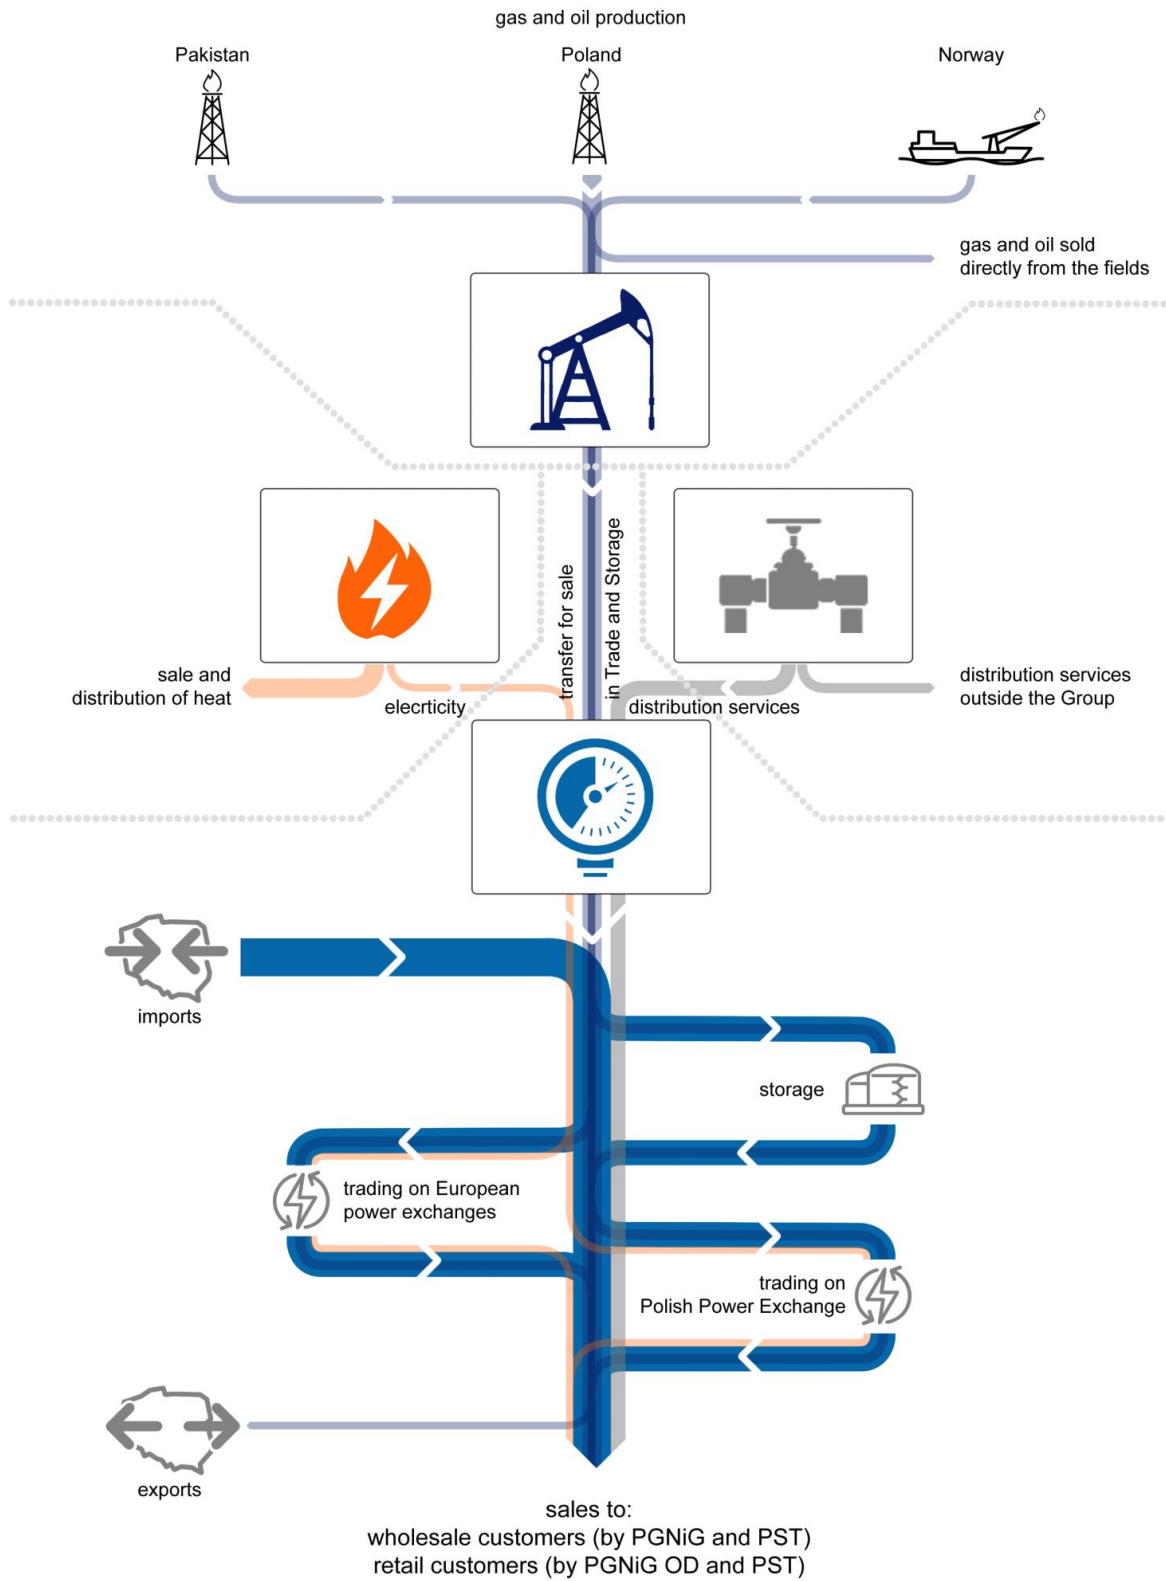 gas and oil production
Pakistan
Poland
Norway
gas and oil sold
directly from the fields
transfer for sale
in Trade and Storage
sale and
distribution of heat
elecrticity
distribution services
distribution services
outside the Group
imports
storage
trading on European
power exchanges
trading on
Polish Power Exchange
exports
sales to:
wholesale customers (by PGNiG and PST)
retail customers (by PGNiG OD and PST)